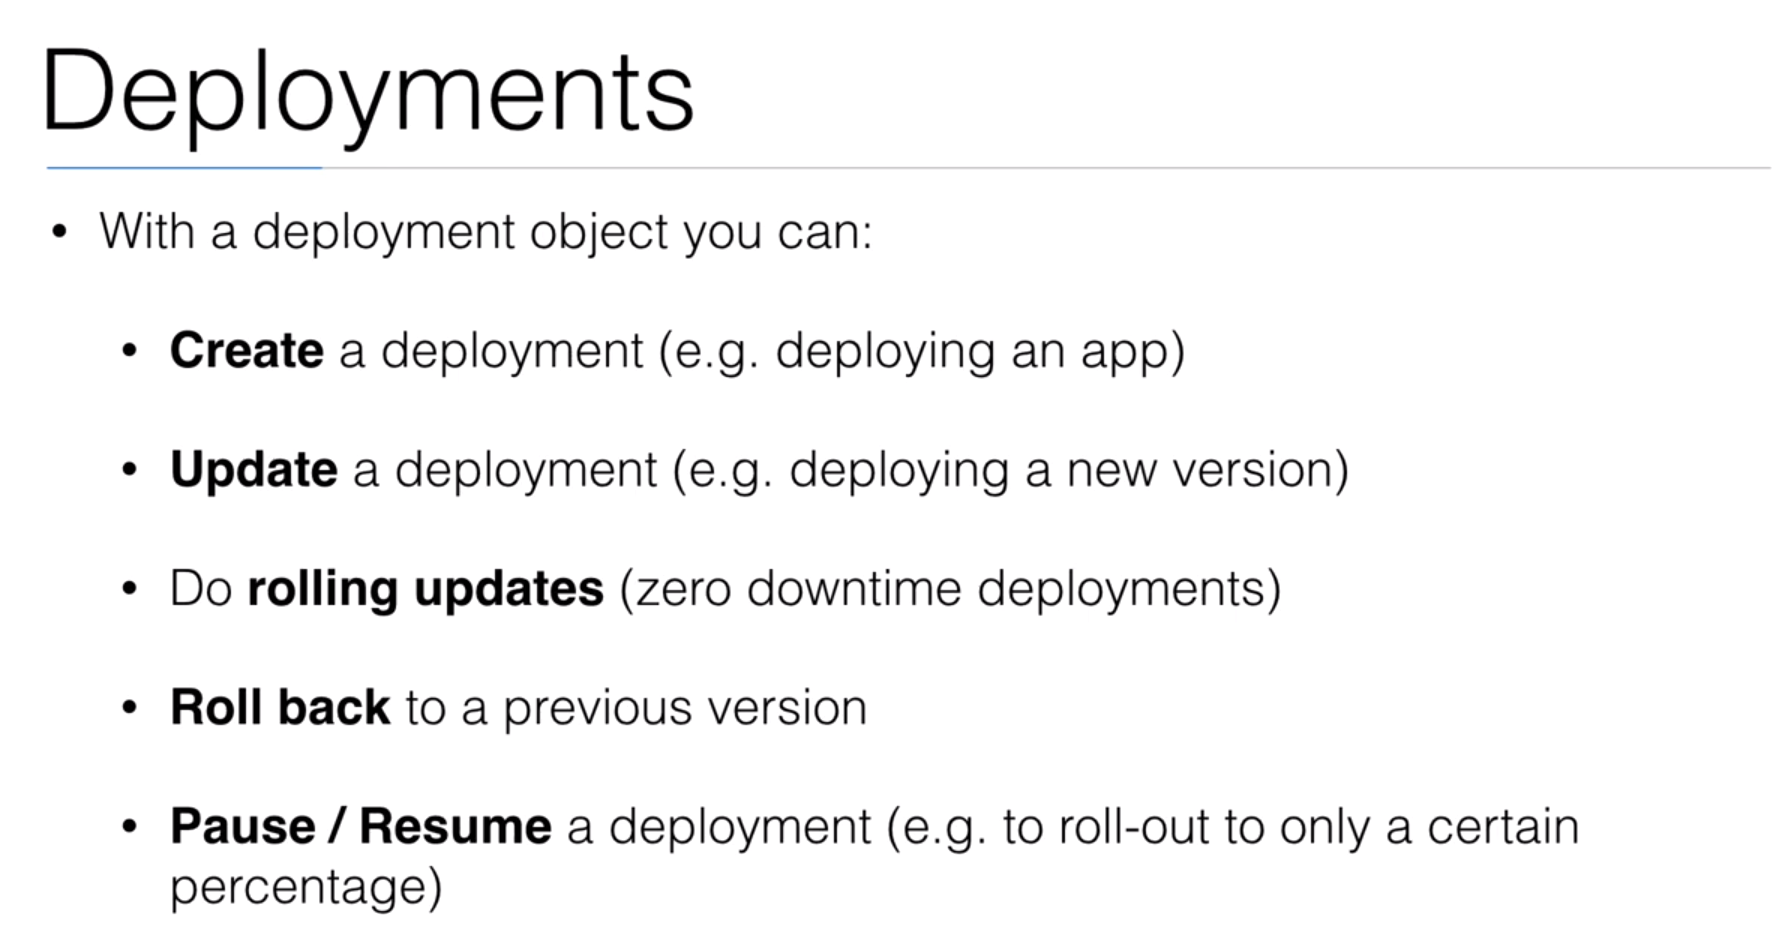 Deployments
• With a deployment object you can:
• Create a deployment (e.g. deploying an app)
• Update a deployment (e.g. deploying a new version)
• Do rolling updates (zero downtime deployments)
• Roll back to a previous version
• Pause / Resume a deployment (e.g. to roll-out to only a certain
percentage)